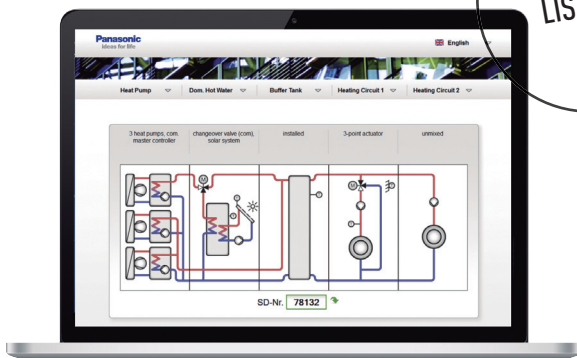 LIS
Panasonic
ideas for life
English
Heat Pump
Dom. Hot Water
Buffer Tank
Heating Circuit 1
Heating Circuit 2
3 heat pumps, com.
master controller
changeover valve (com),
solar system
installed
3-point actuator
unmixed
M
M
SD-Nr. 78132